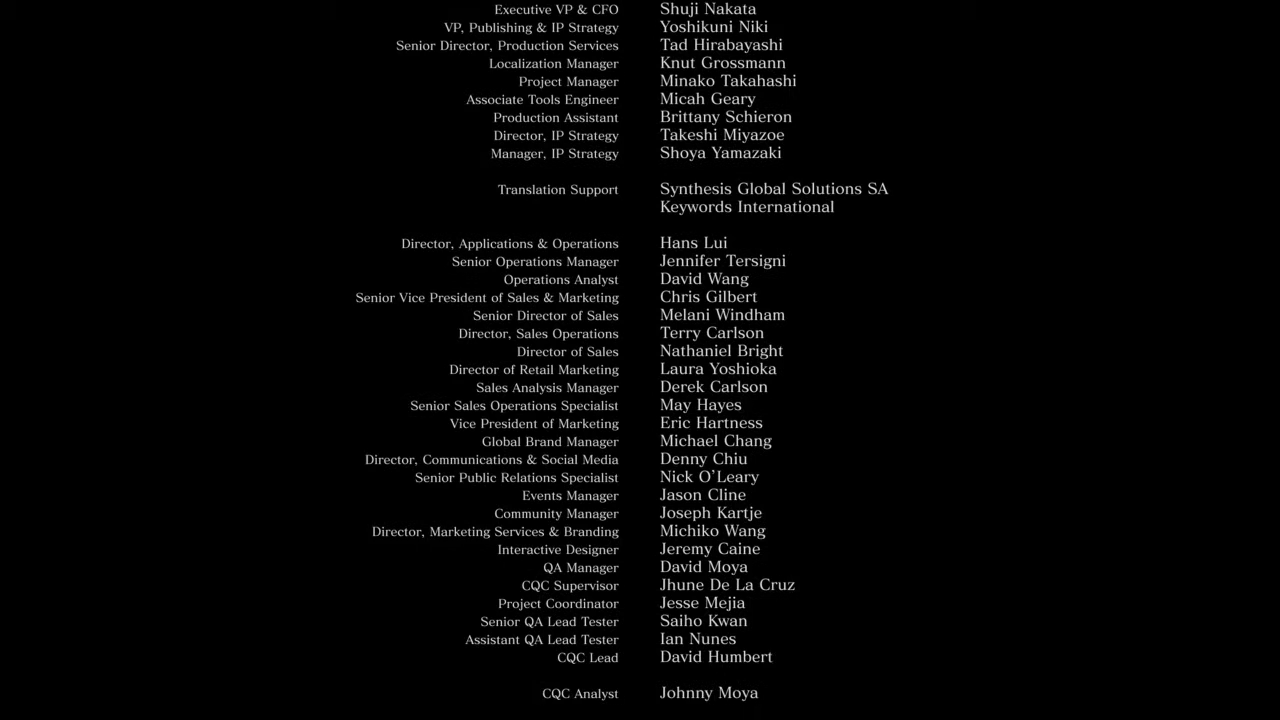 Executive VP & CFO Shuji Nakata
VP, Publishing & IP Strategy Yoshikuni Niki
Senior Director, Production Services Tad Hirabayashi
Localization Manager Knut Grossmann
Project Manager Minako Takahashi
Associate Tools Engineer Micah Geary
Production Assistant Brittany Schieron
Director, IP Strategy Takeshi Miyazoe
Manager, IP Strategy Shoya Yamazaki
Translation Support Synthesis Global Solutions SA
Keywords International
Director, Applications & Operations Hans Lui
Senior Operations Manager Jennifer Tersigni
Operations Analyst David Wang
Senior Vice President of Sales & Marketing Chris Gilbert
Senior Director of Sales Melani Windham
Director, Sales Operations Terry Carlson
Director of Sales Nathaniel Bright
Director of Retail Marketing Laura Yoshioka
Sales Analysis Manager Derek Carlson
Senior Sales Operations Specialist May Hayes
Vice President of Marketing Eric Hartness
Global Brand Manager Michael Chang
Director, Communications & Social Media Denny Chiu
Senior Public Relations Specialist Nick O'Leary
Events Manager Jason Cline
Community Manager Joseph Kartje
Director, Marketing Services & Branding Michiko Wang
Interactive Designer Jeremy Caine
QA Manager David Moya
CQC Supervisor Jhune De La Cruz
Project Coordinator Jesse Mejia
Senior QA Lead Tester Saiho Kwan
Assistant QA Lead Tester Ian Nunes
CQC Lead David Humbert
CQC Analyst Johnny Moya